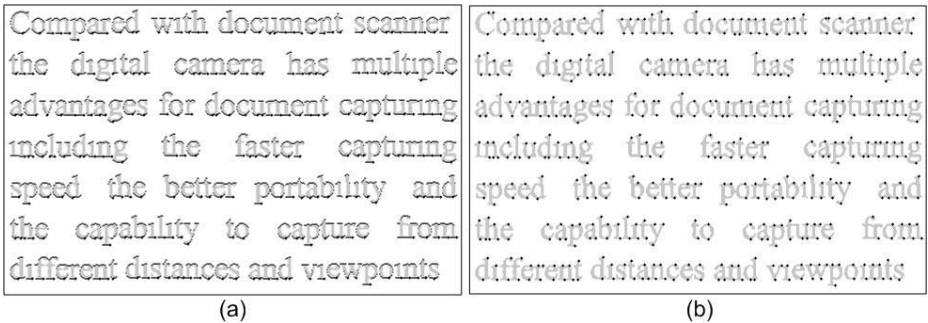 Compared with document scanner
the digital camera has multiple
advantages for document capturing
including the faster capturing
speed the better portability and
the capability to capture from
different distances and viewpoints
(a)
Compared with document scanner
the digital camera has multiple
advantages for document capturing
including the faster capturing
speed the better portability and
the capability to capture from
different distances and viewpoints
(b)